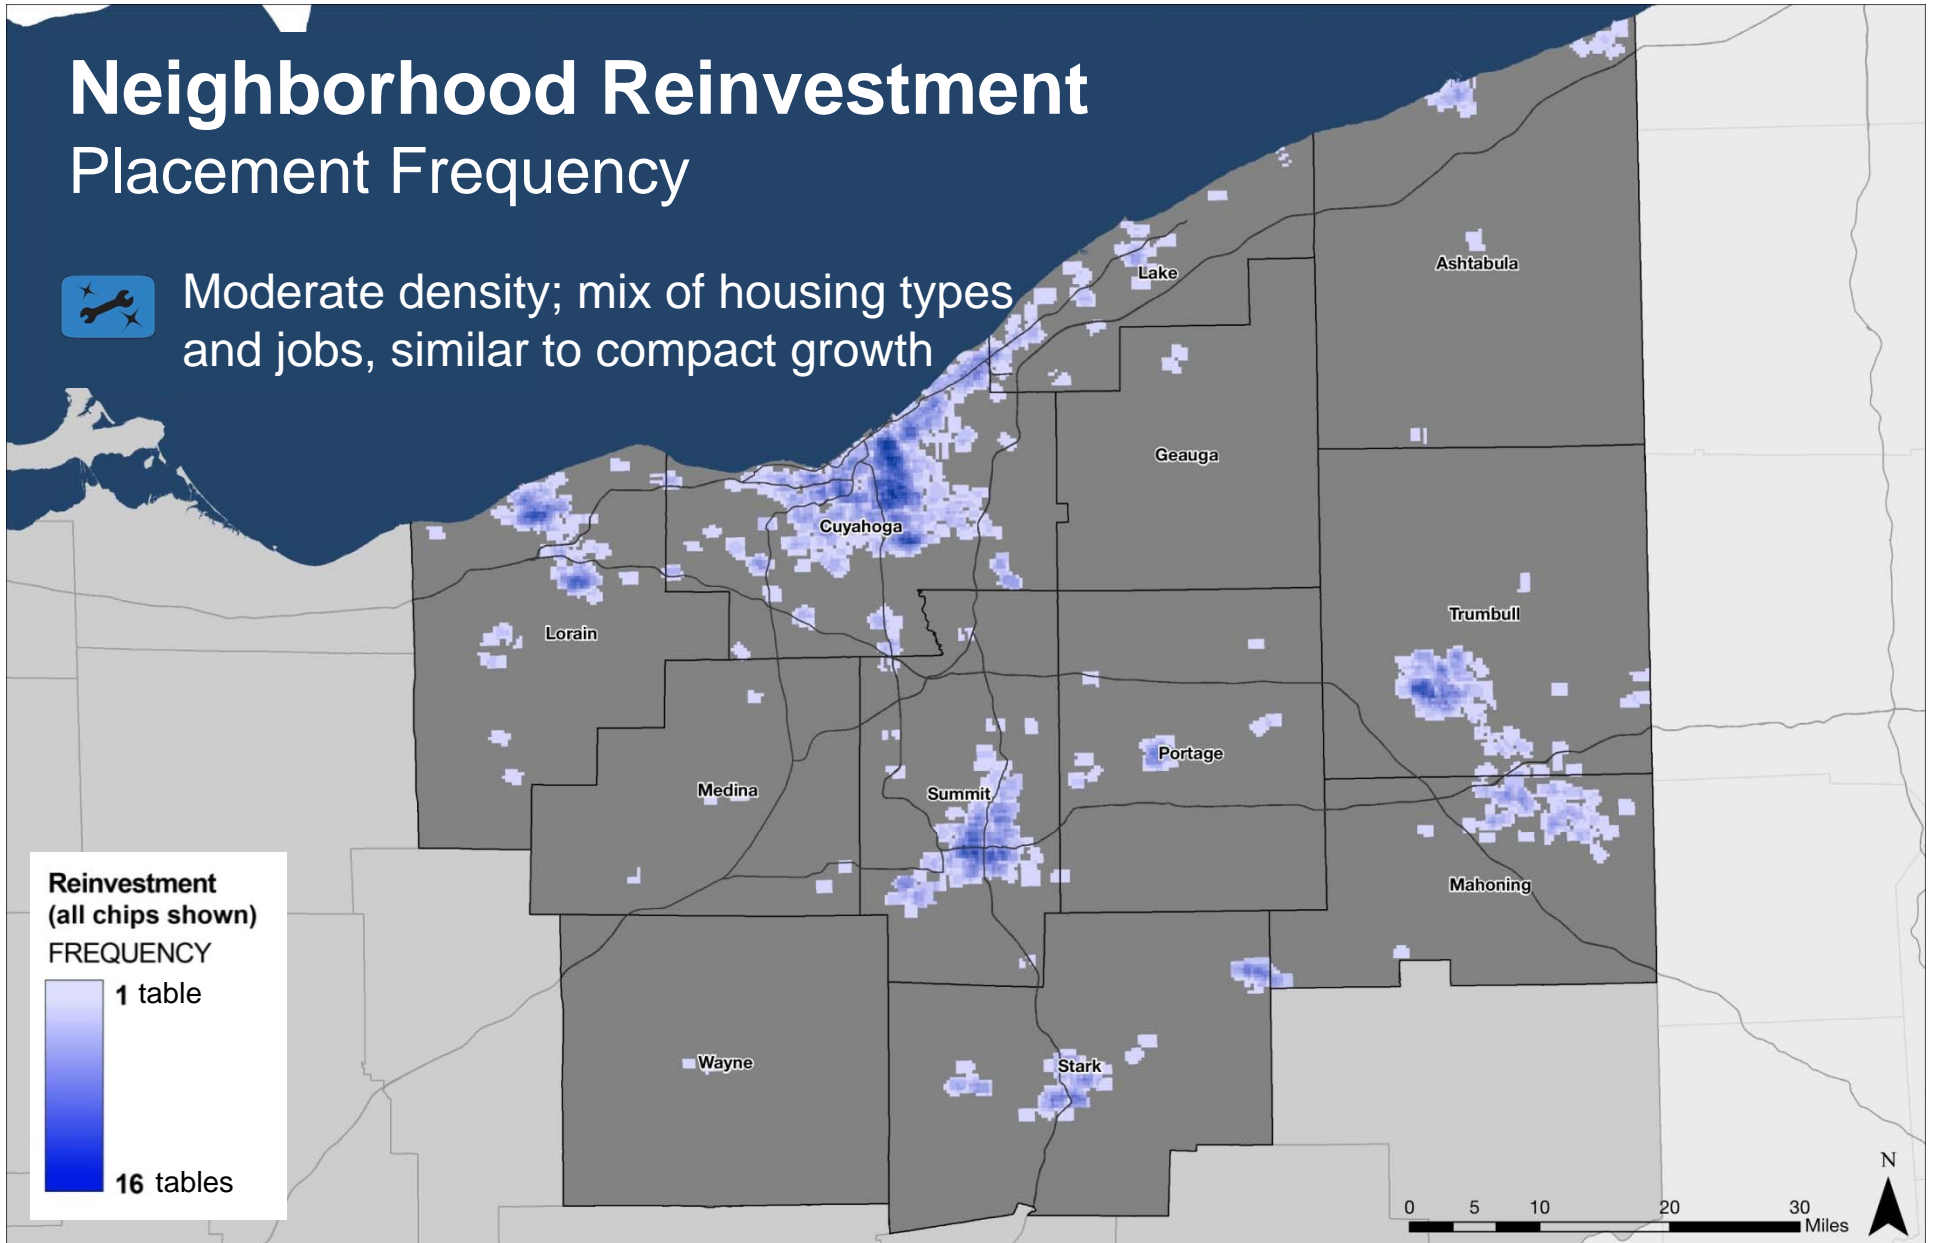 Neighborhood Reinvestment
Placement Frequency
Moderate density; mix of housing types
and jobs, similar to compact growth
Lake
Ashtabula
Geauga
Cuyahoga
Trumbull
Lorain
Portage
Medina
Summit
Mahoning
Wayne
Stark
Reinvestment
(all chips shown)
FREQUENCY
1 table
16 tables
N
0 5 10 20 30
Miles